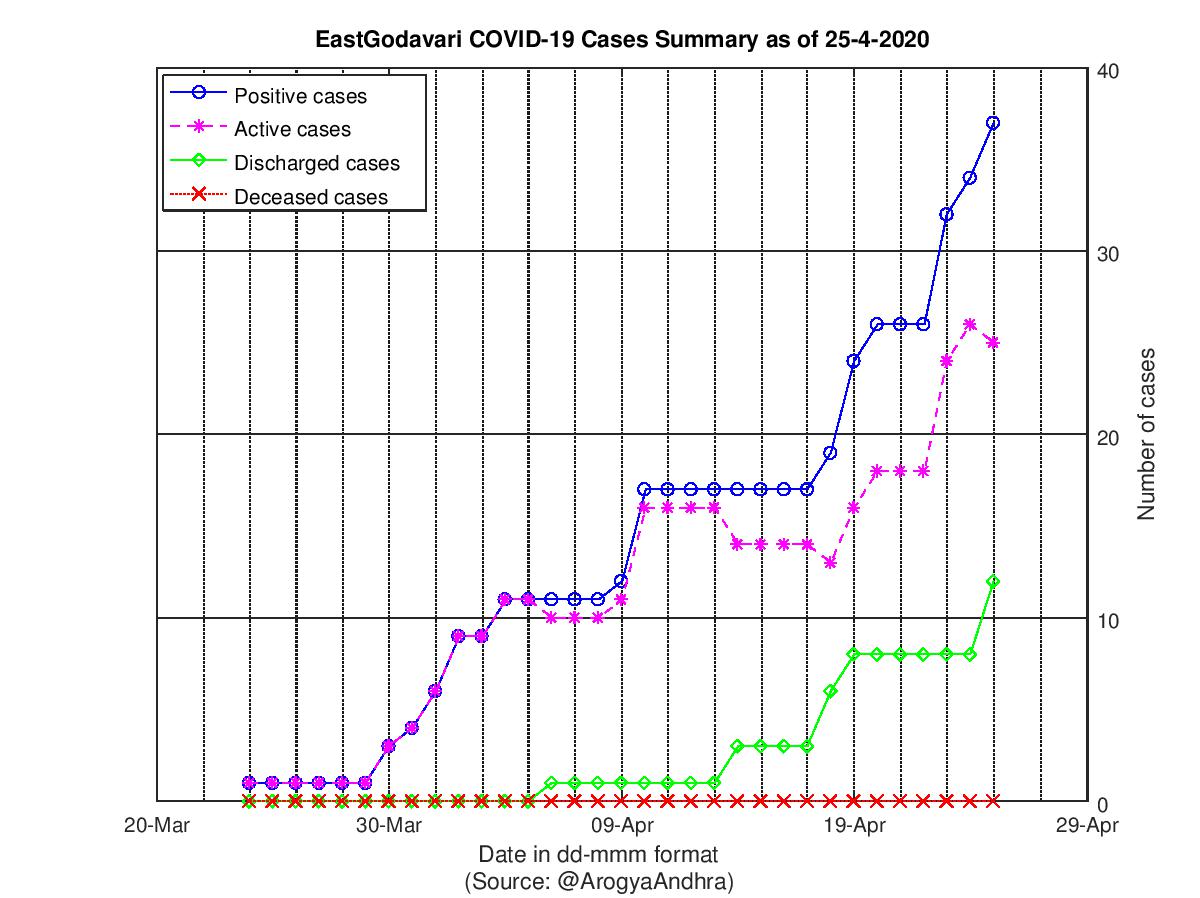 EastGodavari COVID-19 Cases Summary as of 25-4-2020
Positive cases
Active cases
Discharged cases
Deceased cases
40
30
20
10
0
Number of cases
20-Mar
30-Mar
09-Apr
19-Apr
29-Apr
Date in dd-mmm format
(Source: @ArogyaAndhra)